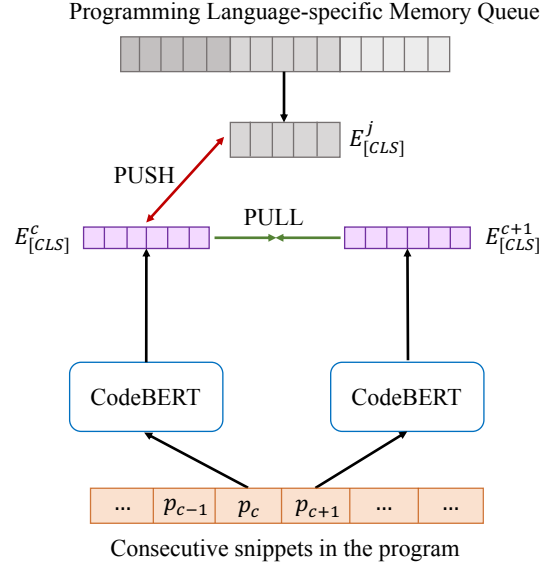 Programming Language-specific Memory Queue
E^j_{[CLS]}
PUSH
PULL
E^c_{[CLS]} E^{c+1}_{[CLS]}
CodeBERT CodeBERT
... p_{c-1} p_c p_{c+1} ... ...
Consecutive snippets in the program